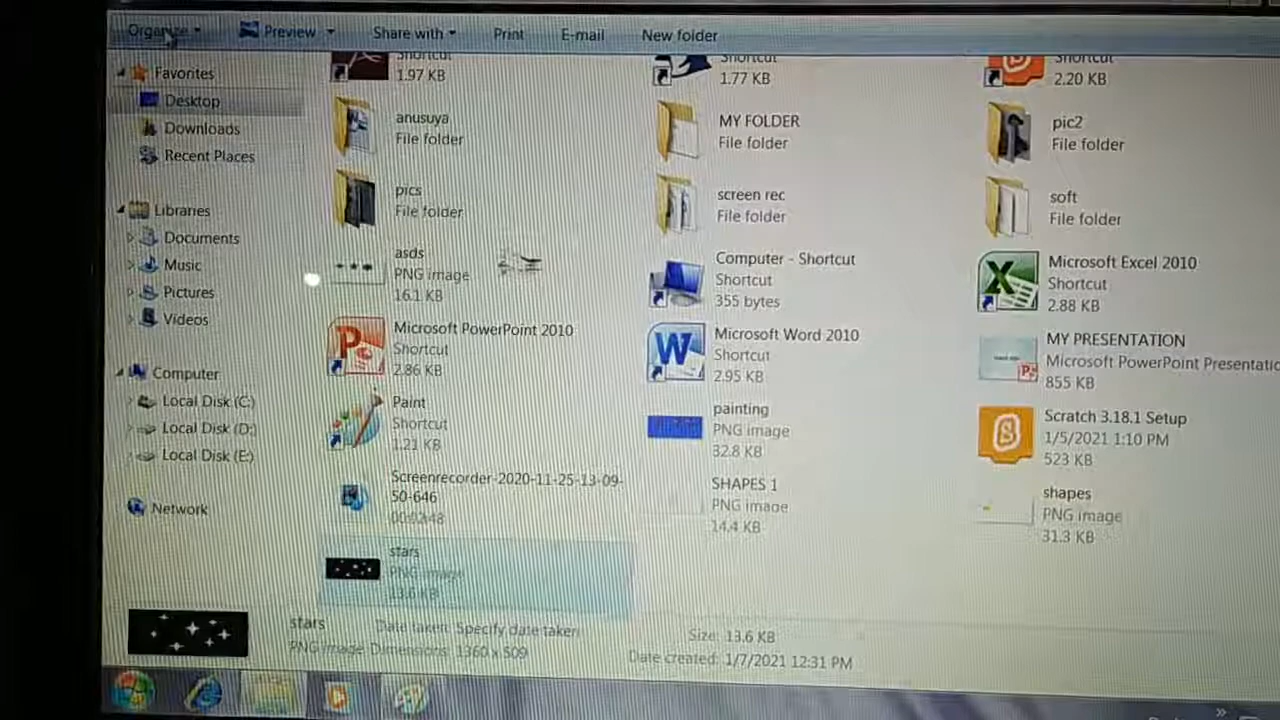 Organize
Preview
Share with
Print
E-mail
New folder
Favorites
Desktop
Downloads
Recent Places
Libraries
Documents
Music
Pictures
Videos
Computer
Local Disk (C:)
Local Disk (D:)
Local Disk (E:)
Network
Shortcut
1.97 KB
Shortcut
1.77 KB
Shortcut
2.20 KB
anusuya
File folder
MY FOLDER
File folder
pic2
File folder
pics
File folder
screen rec
File folder
soft
File folder
asds
PNG image
16.1 KB
Computer - Shortcut
Shortcut
355 bytes
Microsoft Excel 2010
Shortcut
2.88 KB
Microsoft PowerPoint 2010
Shortcut
2.86 KB
Microsoft Word 2010
Shortcut
2.95 KB
MY PRESENTATION
Microsoft PowerPoint Presentatic
855 KB
Paint
Shortcut
1.21 KB
painting
PNG image
32.8 KB
Scratch 3.18.1 Setup
1/5/2021 1:10 PM
523 KB
Screenrecorder-2020-11-25-13-09-
50-646
00:02:48
SHAPES 1
PNG image
14.4 KB
shapes
PNG image
31.3 KB
stars
PNG image
13.6 KB
stars
PNG image
Date taken: Specify date taken
Dimensions: 1360 x 509
Size: 13.6 KB
Date created: 1/7/2021 12:31 PM